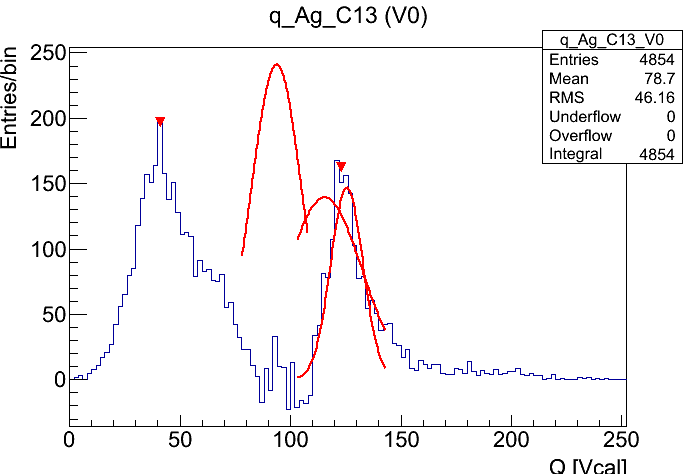 q_Ag_C13 (V0)
q_Ag_C13_V0
Entries 4854
Mean 78.7
RMS 46.16
Underflow 0
Overflow 0
Integral 4854
Entries/bin
250
200
150
100
50
0
0 50 100 150 200 250
Q [Vcal]